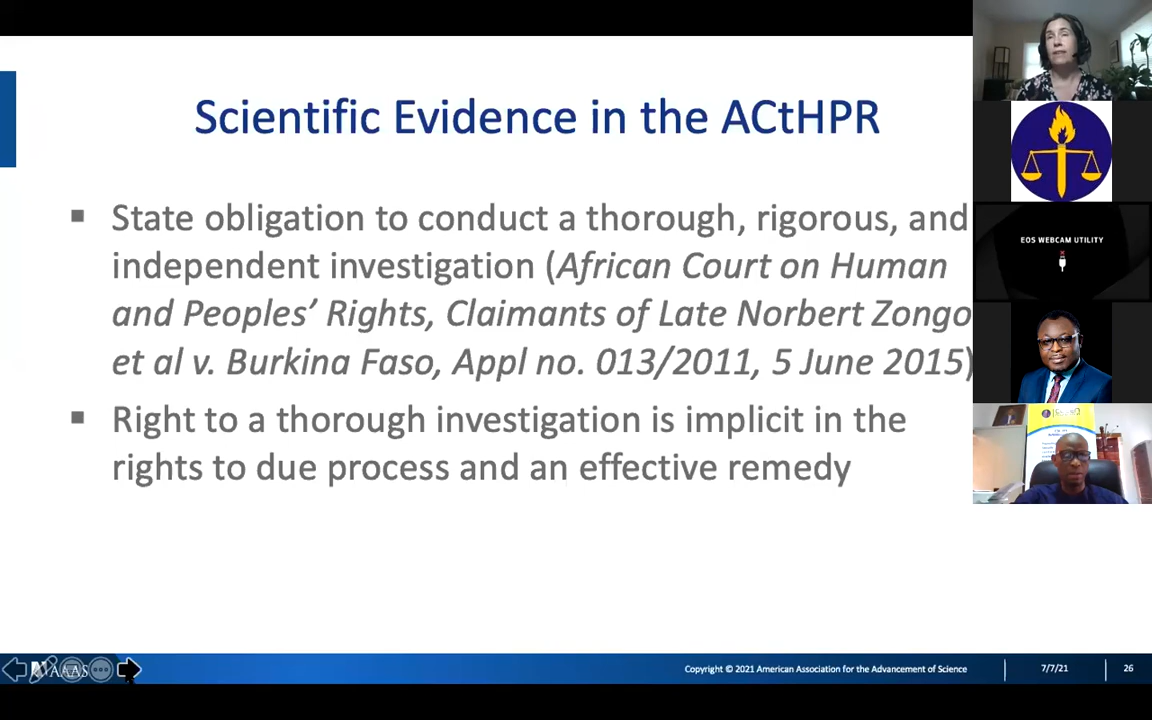 Scientific Evidence in the ACtHPR
▪ State obligation to conduct a thorough, rigorous, and
independent investigation (African Court on Human
and Peoples' Rights, Claimants of Late Norbert Zongo
et al v. Burkina Faso, Appl no. 013/2011, 5 June 2015)
▪ Right to a thorough investigation is implicit in the
rights to due process and an effective remedy
EOS WEBCAM UTILITY
AAAS
Copyright © 2021 American Association for the Advancement of Science
7/7/21
26